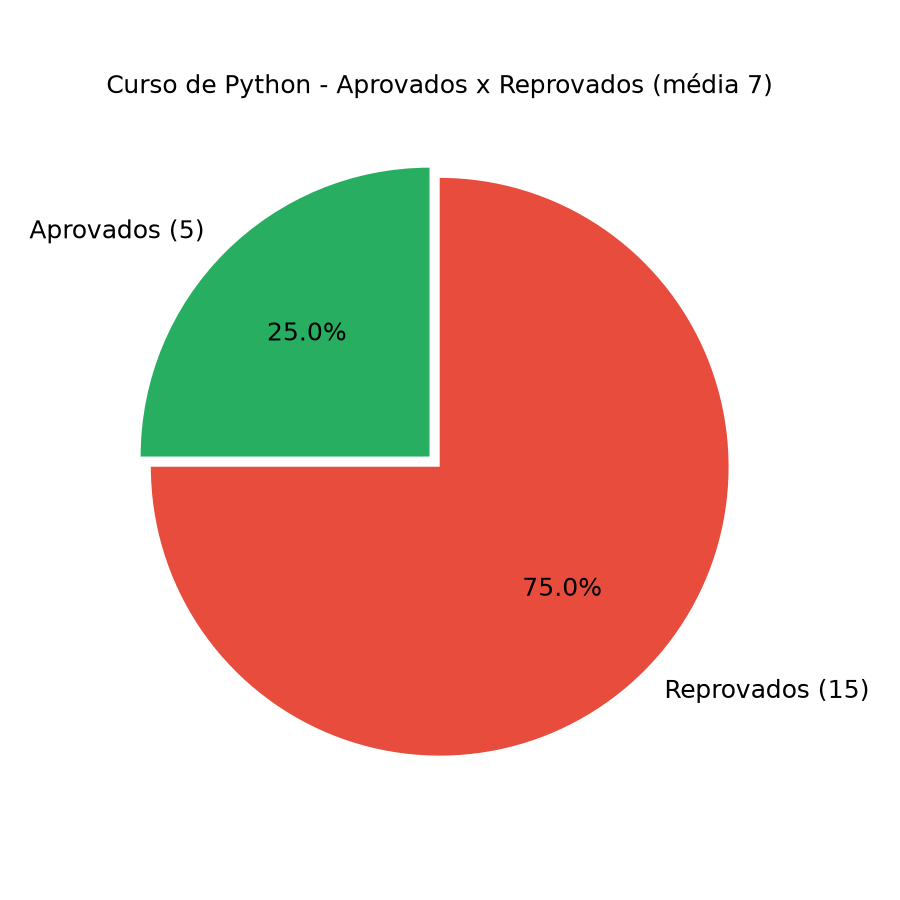 Curso de Python - Aprovados x Reprovados (média 7)
Aprovados (5)
25.0%
75.0%
Reprovados (15)